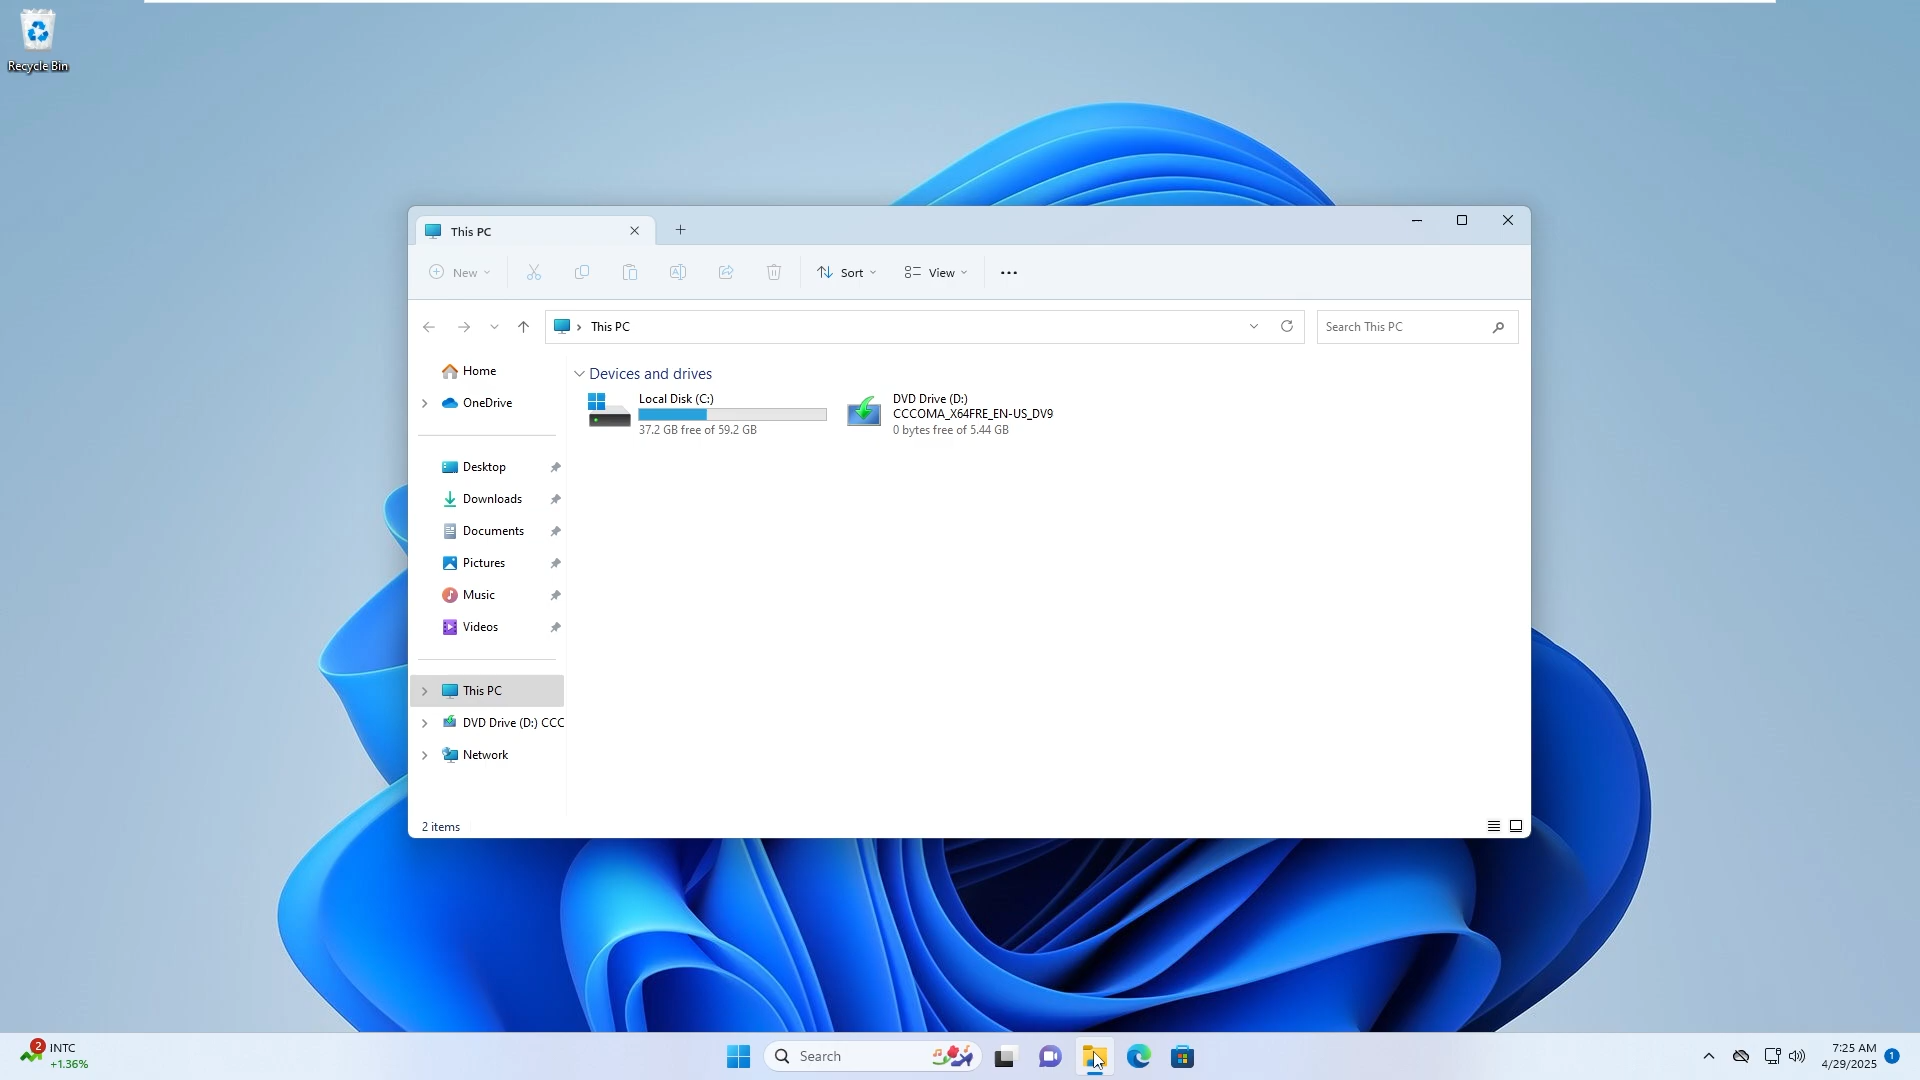 Recycle Bin
This PC
New
Sort
View
This PC
Search This PC
Home
OneDrive
Desktop
Downloads
Documents
Pictures
Music
Videos
This PC
DVD Drive (D:) CCC
Network
Devices and drives
Local Disk (C:)
37.2 GB free of 59.2 GB
DVD Drive (D:)
CCCOMA_X64FRE_EN-US_DV9
0 bytes free of 5.44 GB
2 items
2
INTC
+1.36%
Search
7:25 AM
4/29/2025
1